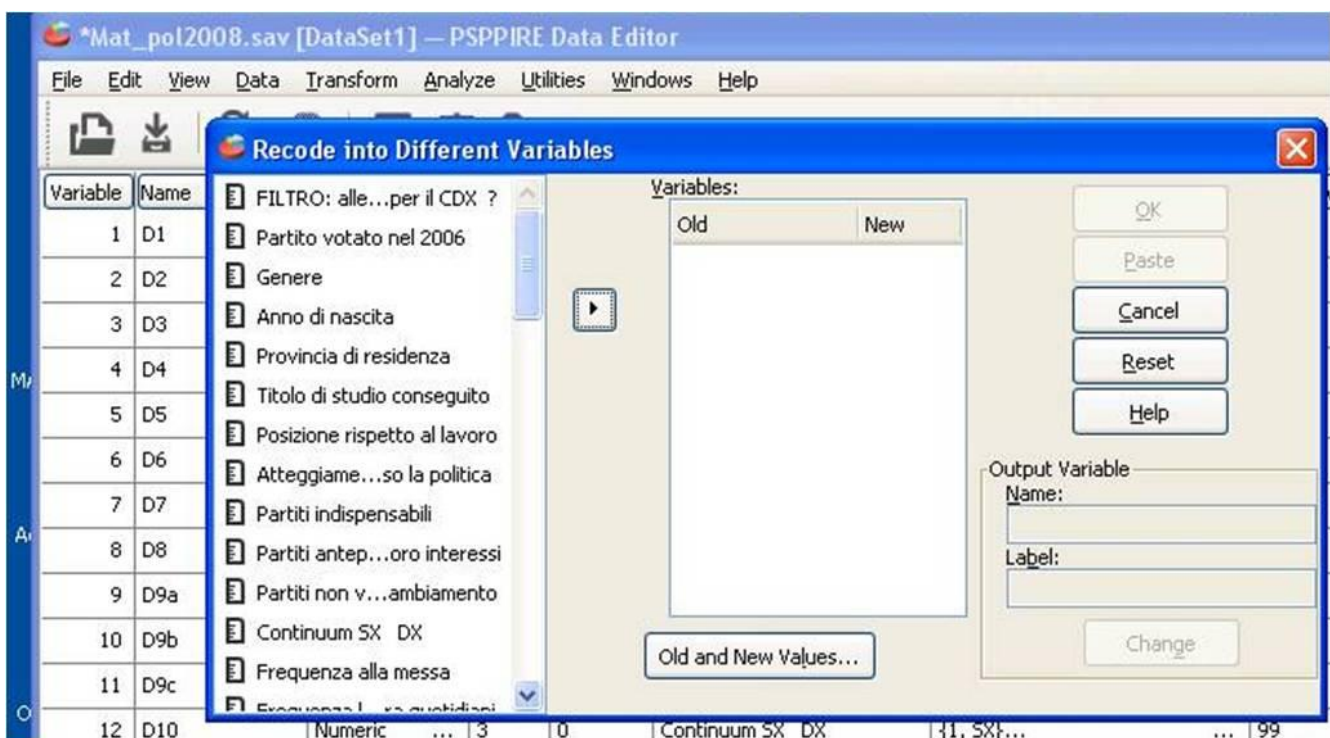 *Mat_pol2008.sav [DataSet1] — PSPPIRE Data Editor
File Edit View Data Transform Analyze Utilities Windows Help
Recode into Different Variables
Variable Name
1 D1
2 D2
3 D3
4 D4
5 D5
6 D6
7 D7
8 D8
9 D9a
10 D9b
11 D9c
12 D10 Numeric ... 3 0 Continuum SX DX {1, SX}... ... 99
FILTRO: alle...per il CDX ?
Partito votato nel 2006
Genere
Anno di nascita
Provincia di residenza
Titolo di studio conseguito
Posizione rispetto al lavoro
Atteggiame...so la politica
Partiti indispensabili
Partiti antep...oro interessi
Partiti non v...ambiamento
Continuum SX DX
Frequenza alla messa
Variables:
Old New
Old and New Values...
OK
Paste
Cancel
Reset
Help
Output Variable
Name:
Label:
Change